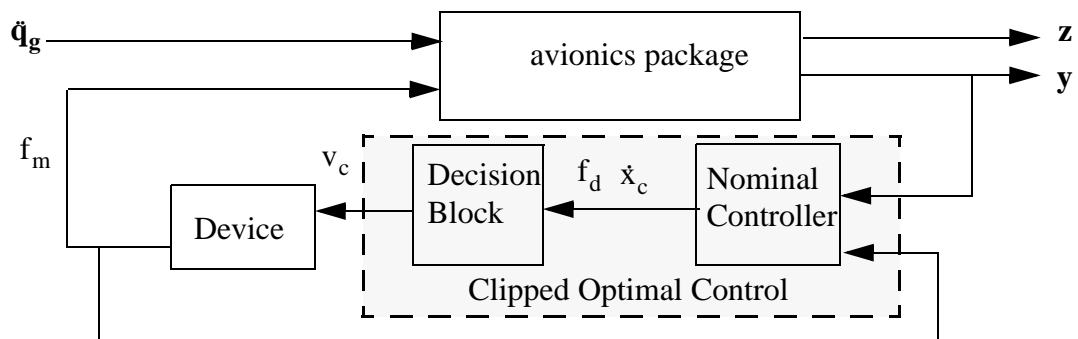 q̈g
avionics package
z
y
fm
vc
Decision
Block
fd ẋc
Nominal
Controller
Device
Clipped Optimal Control